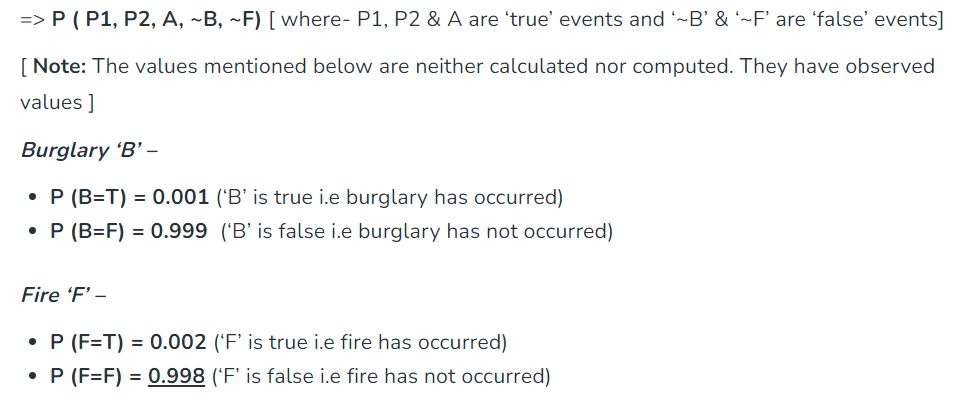 => P ( P1, P2, A, ~B, ~F) [ where- P1, P2 & A are ‘true’ events and ‘~B’ & ‘~F’ are ‘false’ events]
[ Note: The values mentioned below are neither calculated nor computed. They have observed
values ]
Burglary ‘B’ –
• P (B=T) = 0.001 (‘B’ is true i.e burglary has occurred)
• P (B=F) = 0.999 (‘B’ is false i.e burglary has not occurred)
Fire ‘F’ –
• P (F=T) = 0.002 (‘F’ is true i.e fire has occurred)
• P (F=F) = 0.998 (‘F’ is false i.e fire has not occurred)